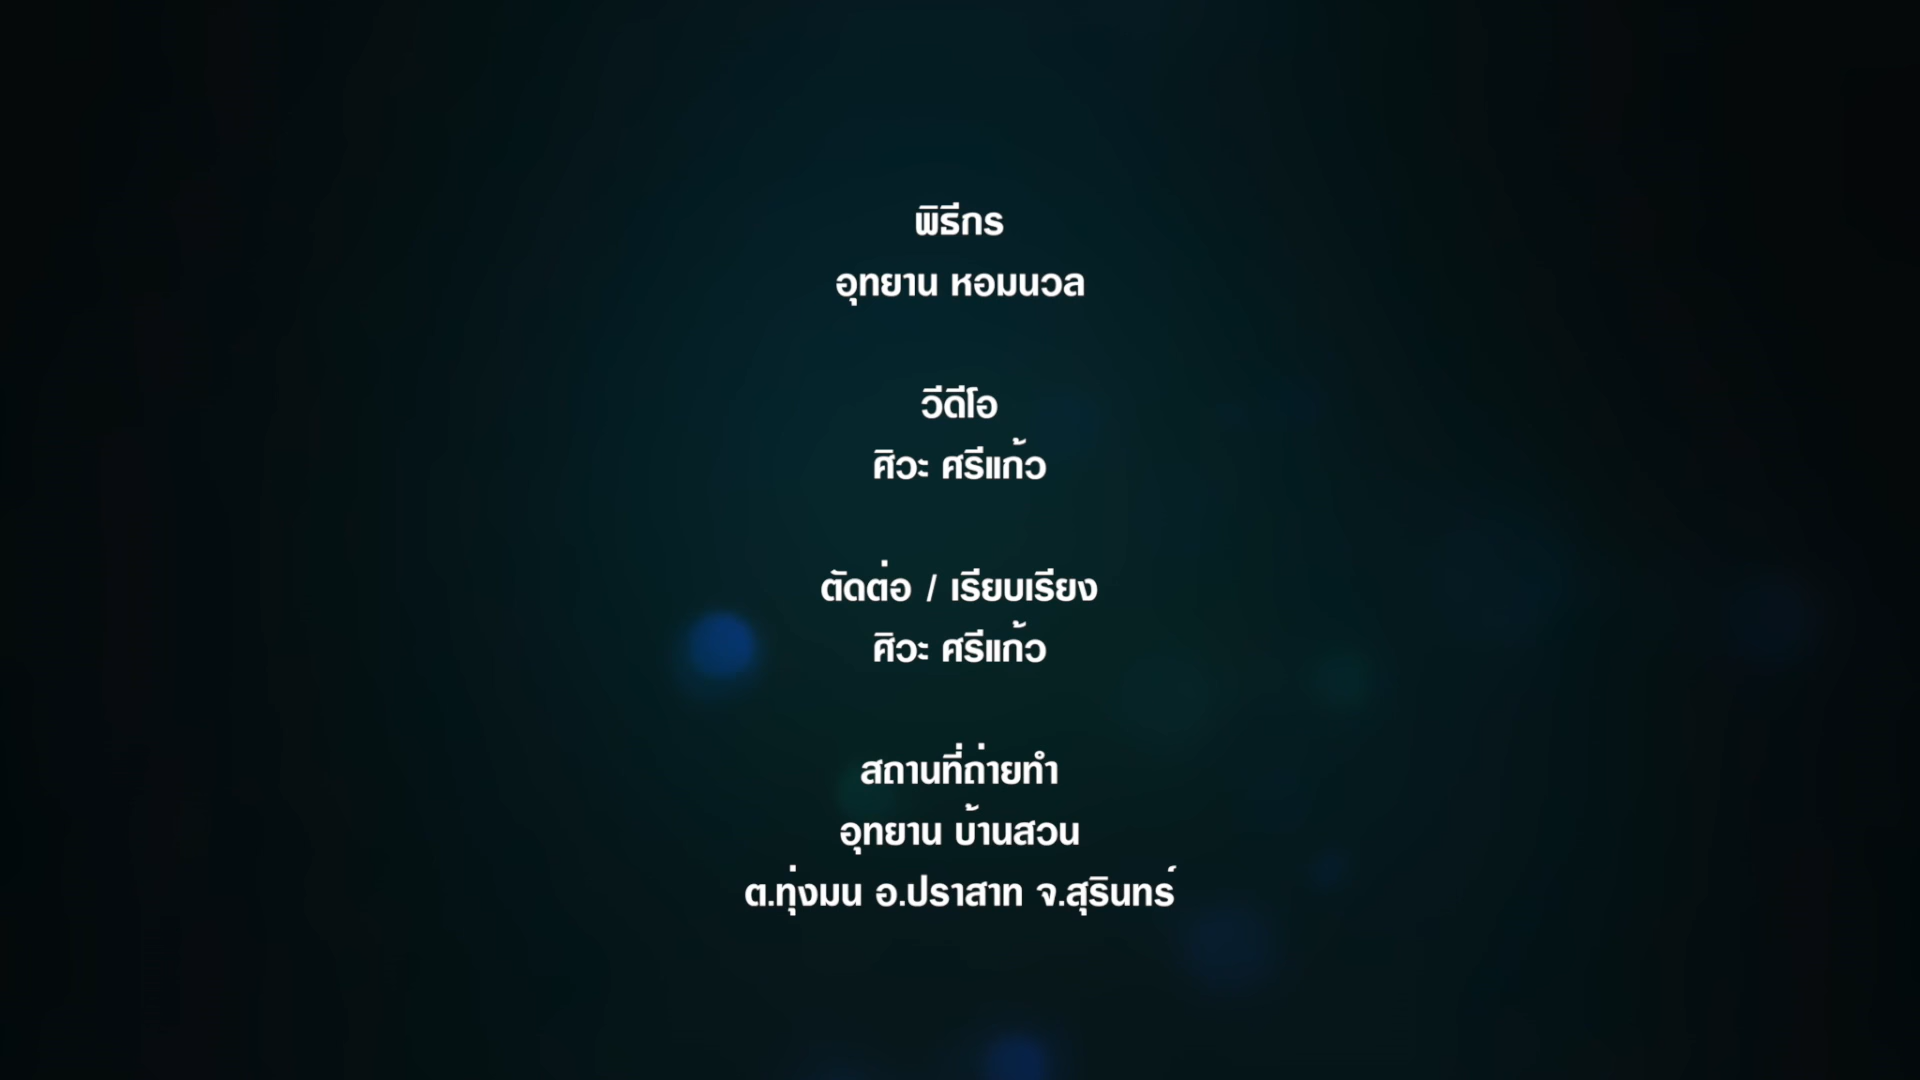 พิธีกร
อุทยาน หอมนวล
วีดีโอ
ศิวะ ศรีแก้ว
ตัดต่อ / เรียบเรียง
ศิวะ ศรีแก้ว
สถานที่ถ่ายทำ
อุทยาน บ้านสวน
ต.ทุ่งมน อ.ปราสาท จ.สุรินทร์